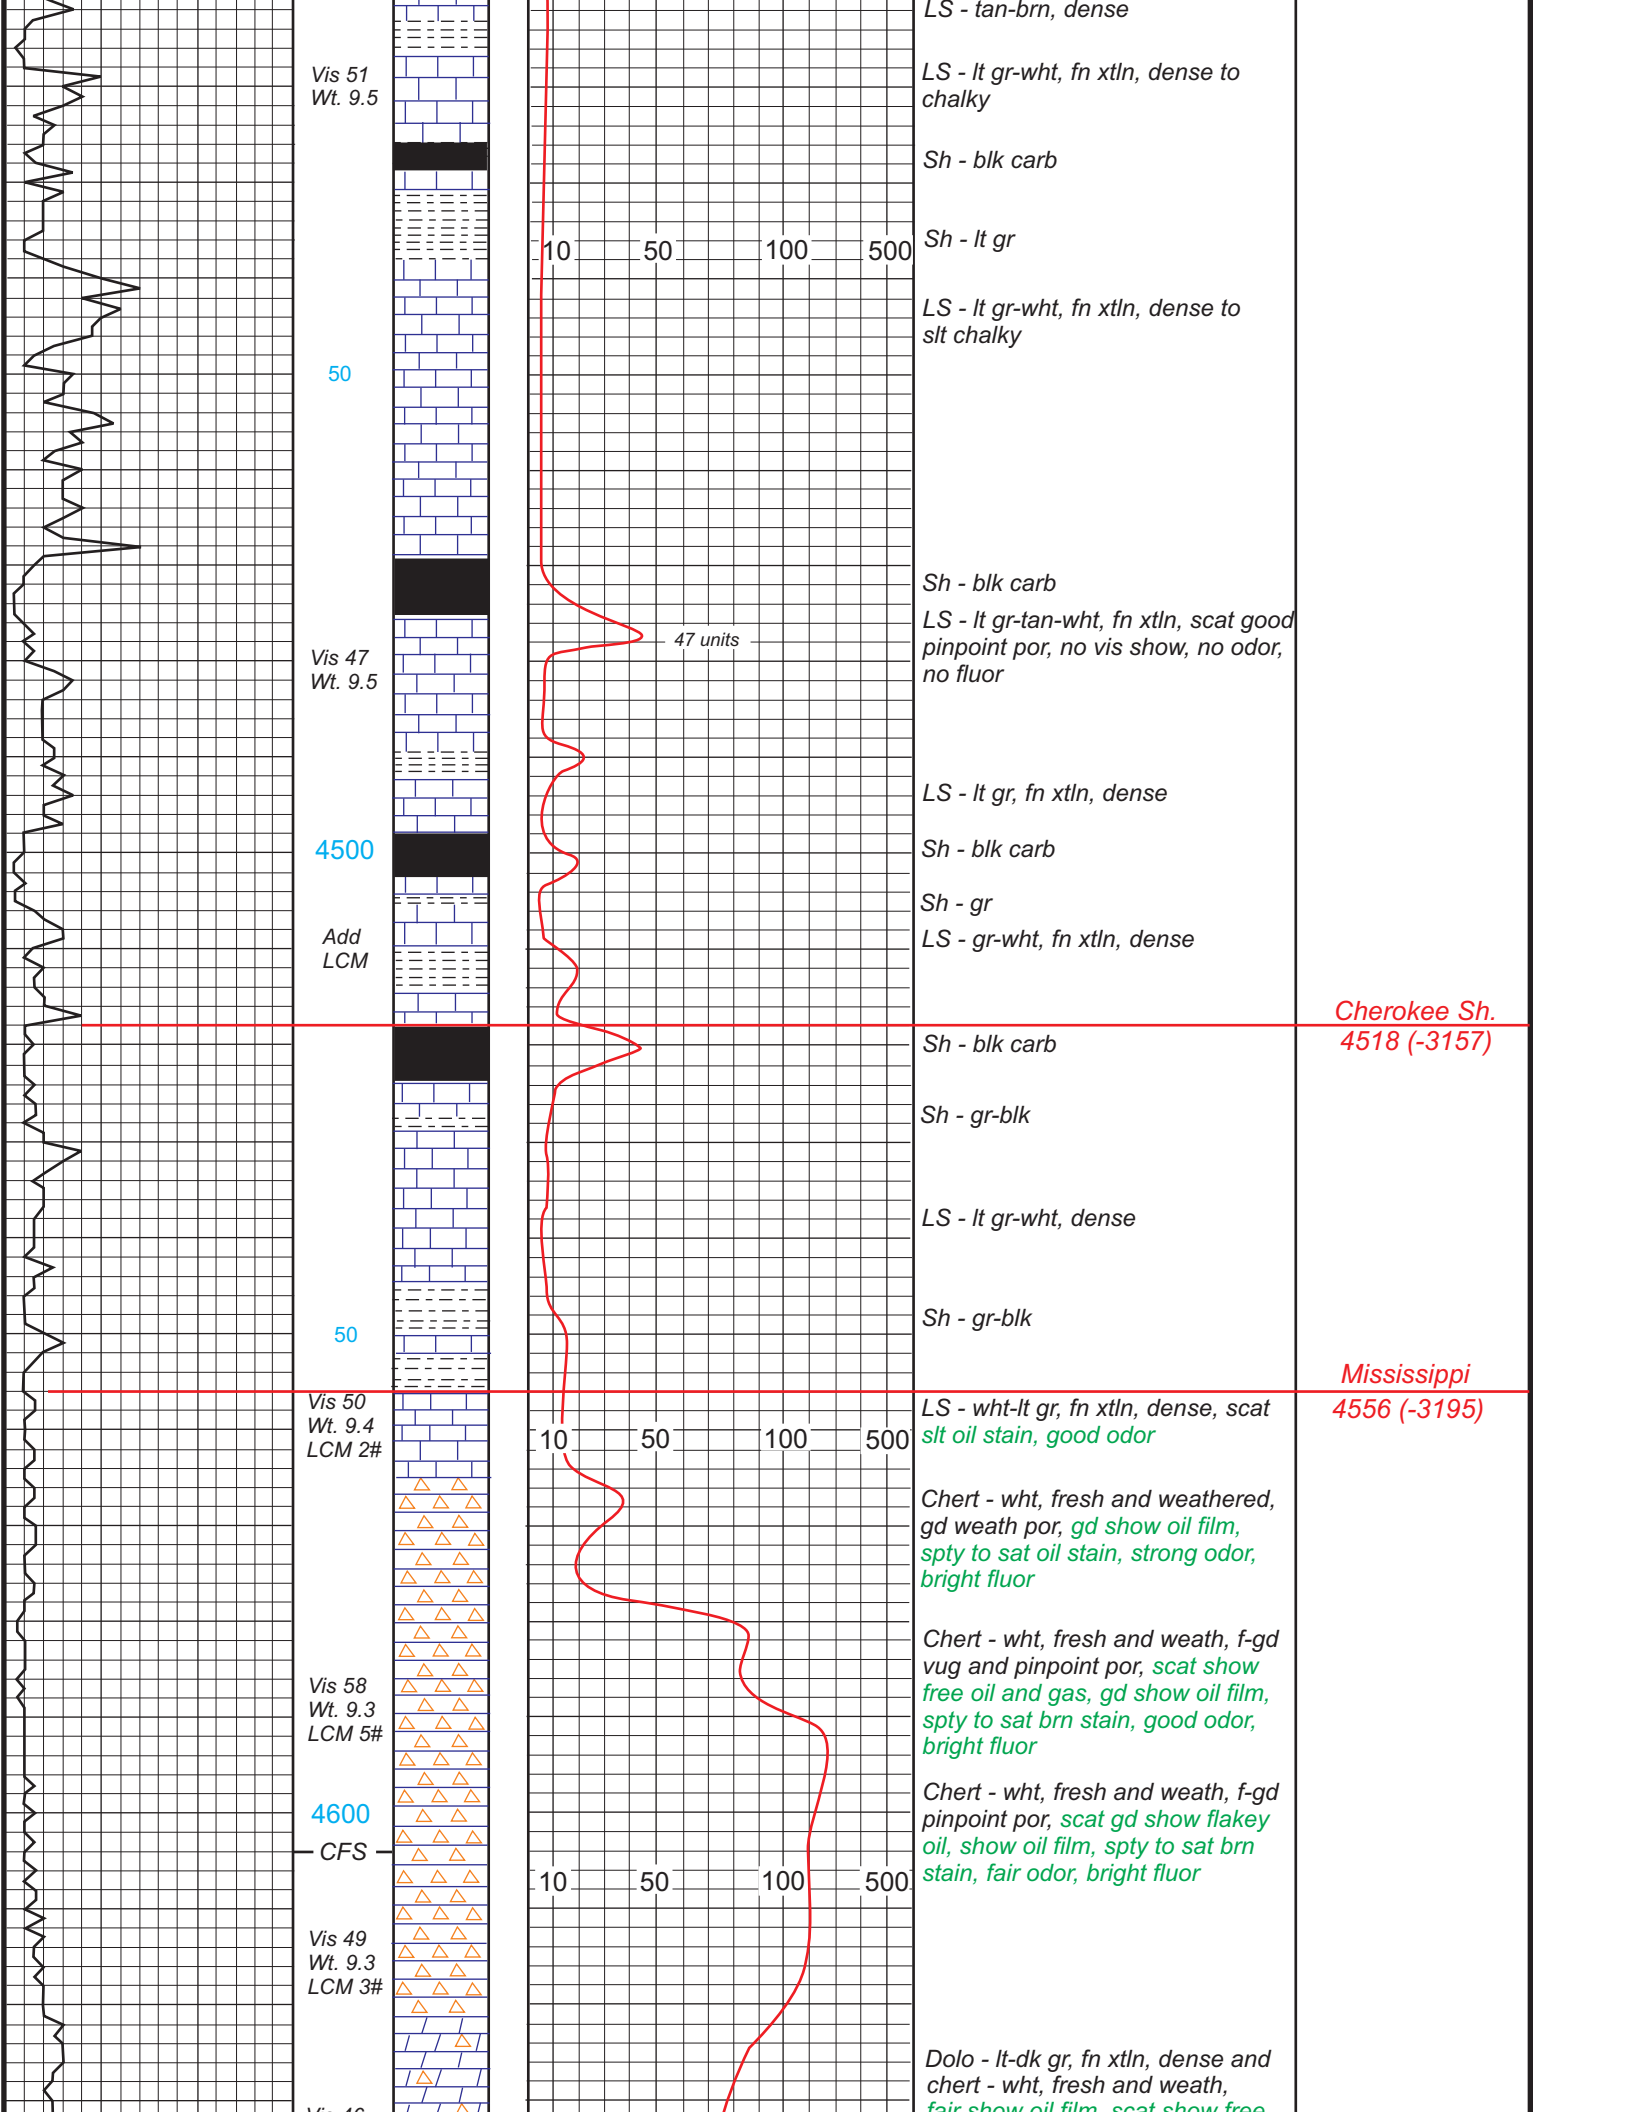 LS - tan-brn, dense
Vis 51
Wt. 9.5
LS - lt gr-wht, fn xtln, dense to
chalky
Sh - blk carb
Sh - lt gr
10 50 100 500
LS - lt gr-wht, fn xtln, dense to
slt chalky
50
Sh - blk carb
LS - lt gr-tan-wht, fn xtln, scat good
pinpoint por, no vis show, no odor,
no fluor
47 units
Vis 47
Wt. 9.5
LS - lt gr, fn xtln, dense
4500
Sh - blk carb
Sh - gr
Add
LCM
LS - gr-wht, fn xtln, dense
Cherokee Sh.
4518 (-3157)
Sh - blk carb
Sh - gr-blk
LS - lt gr-wht, dense
Sh - gr-blk
50
Mississippi
4556 (-3195)
Vis 50
Wt. 9.4
LCM 2#
LS - wht-lt gr, fn xtln, dense, scat
slt oil stain, good odor
10 50 100 500
Chert - wht, fresh and weathered,
gd weath por, gd show oil film,
spty to sat oil stain, strong odor,
bright fluor
Chert - wht, fresh and weath, f-gd
vug and pinpoint por, scat show
free oil and gas, gd show oil film,
spty to sat brn stain, good odor,
bright fluor
Vis 58
Wt. 9.3
LCM 5#
Chert - wht, fresh and weath, f-gd
pinpoint por, scat gd show flakey
oil, show oil film, spty to sat brn
stain, fair odor, bright fluor
4600
CFS
10 50 100 500
Vis 49
Wt. 9.3
LCM 3#
Dolo - lt-dk gr, fn xtln, dense and
chert - wht, fresh and weath,
fair show oil film, scat show free
Vis 46